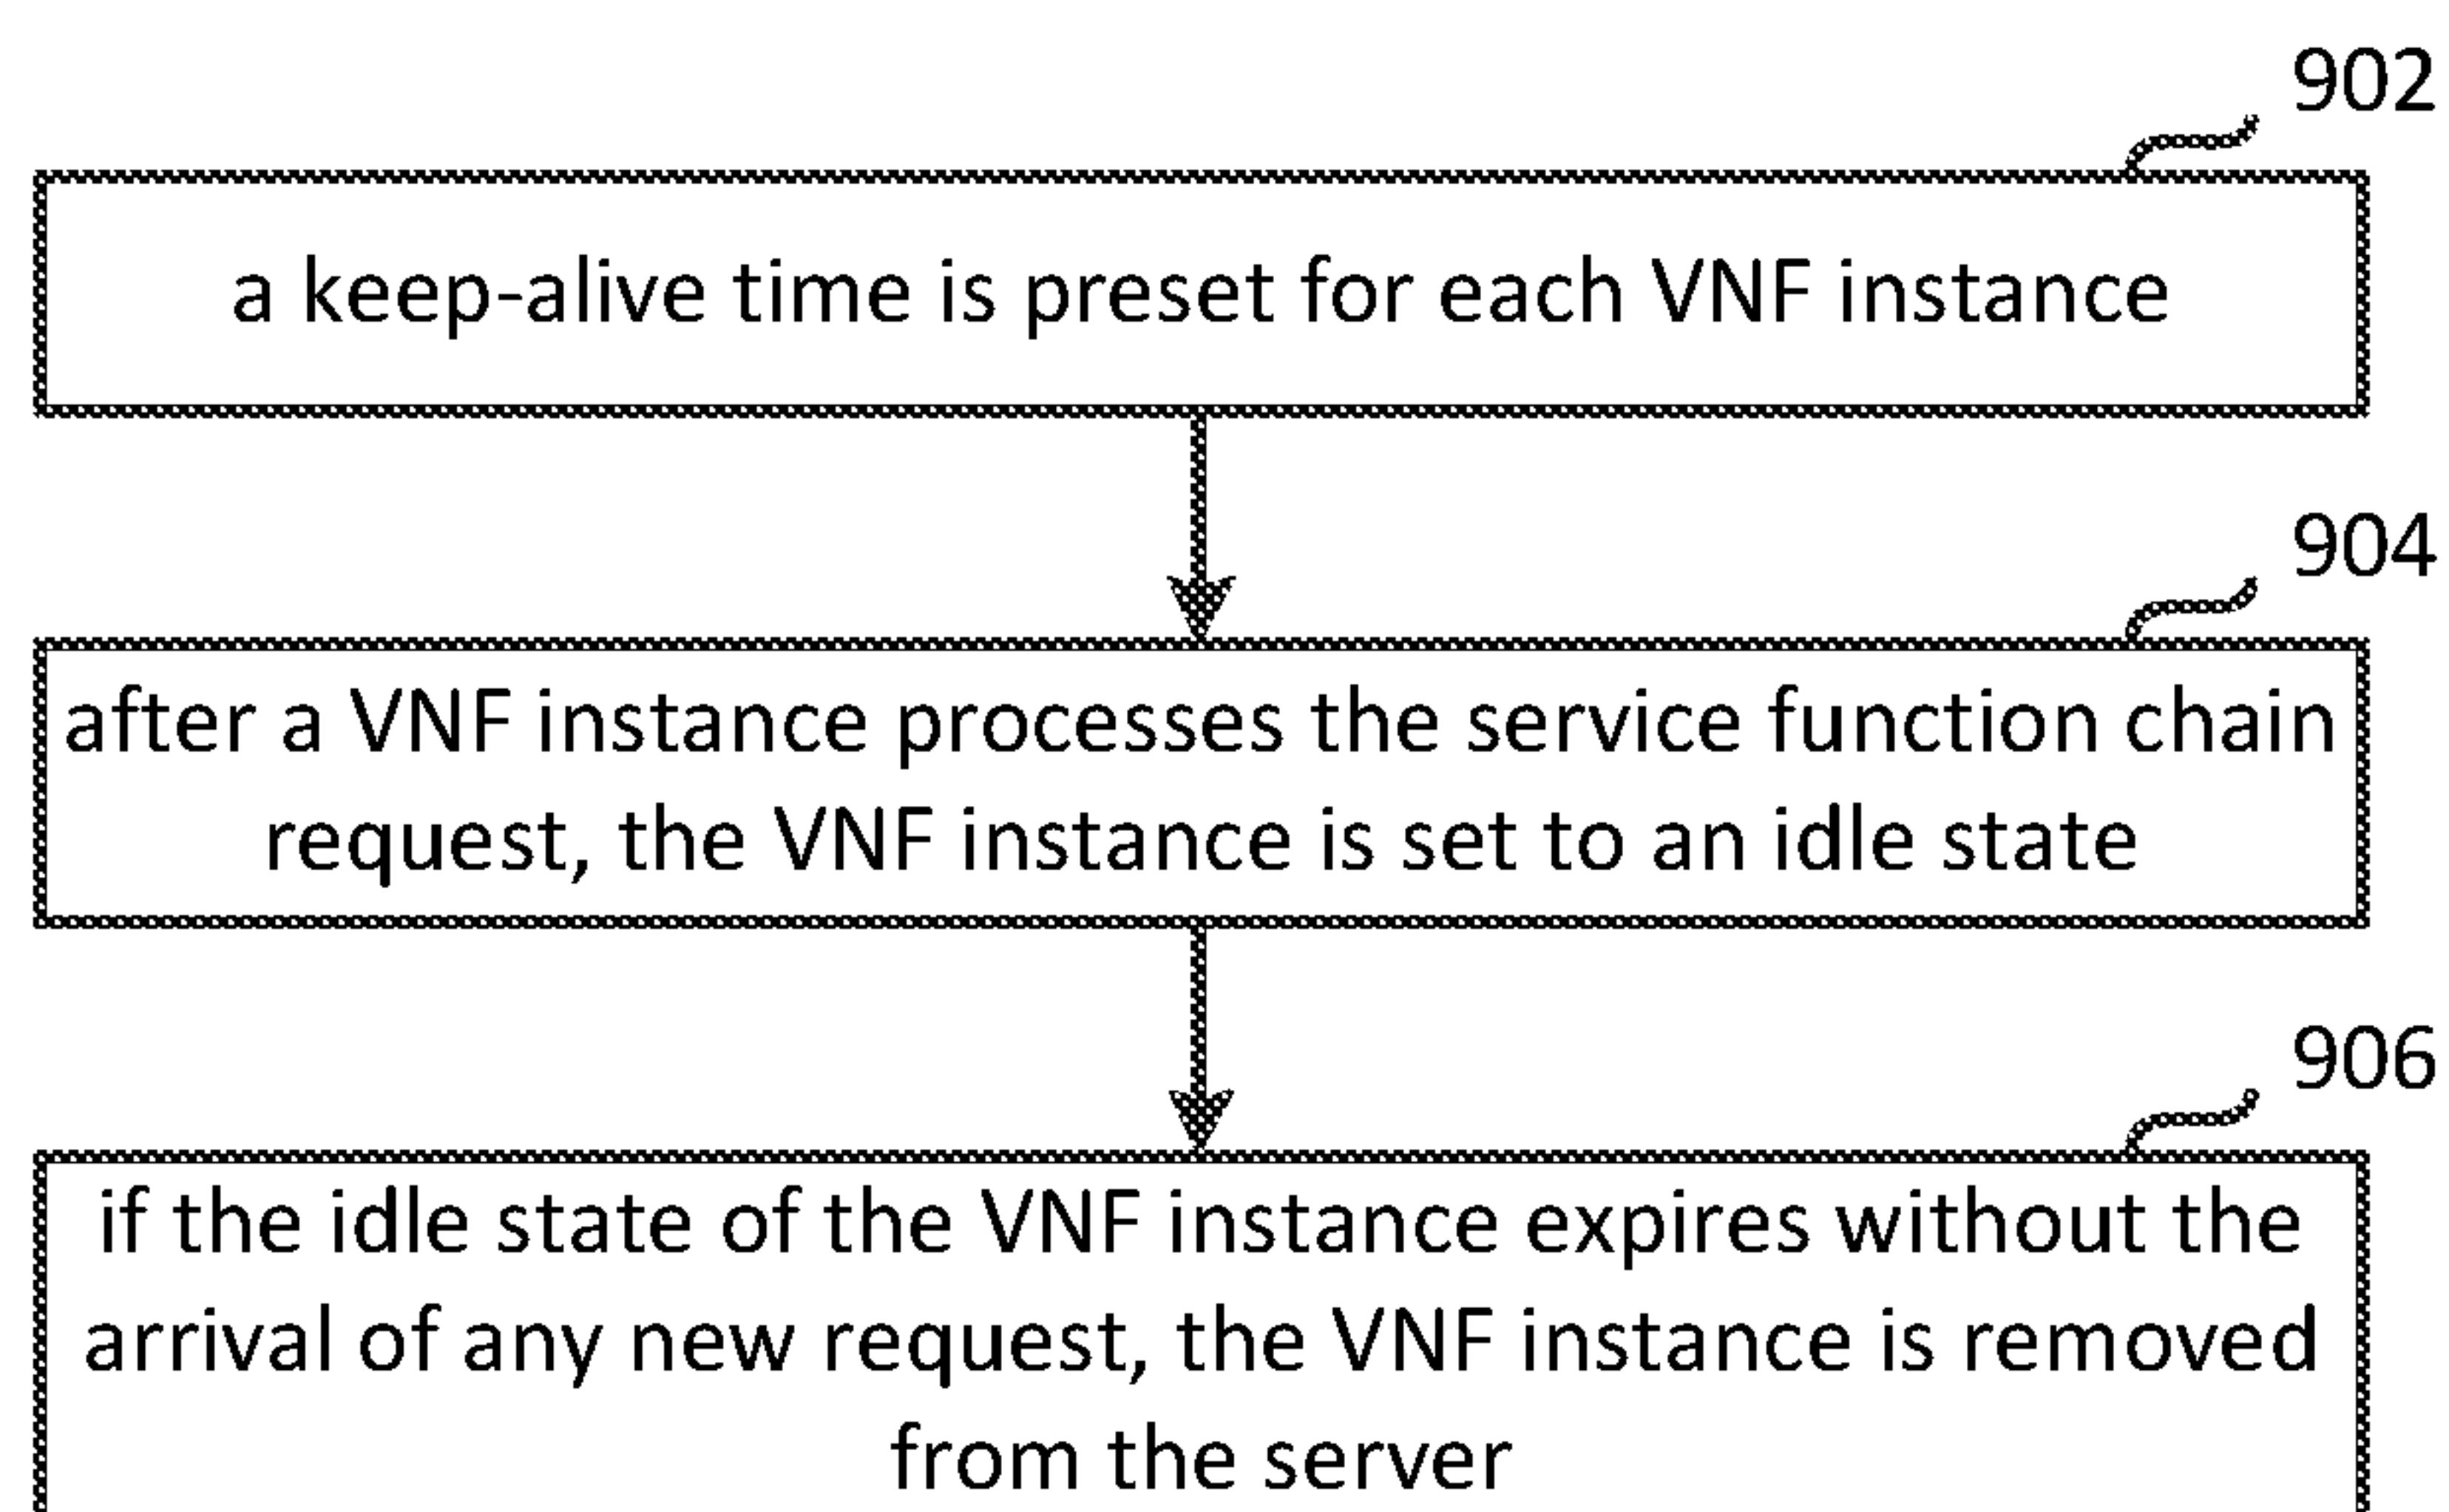 902
a keep-alive time is preset for each VNF instance
904
after a VNF instance processes the service function chain
request, the VNF instance is set to an idle state
906
if the idle state of the VNF instance expires without the
arrival of any new request, the VNF instance is removed
from the server